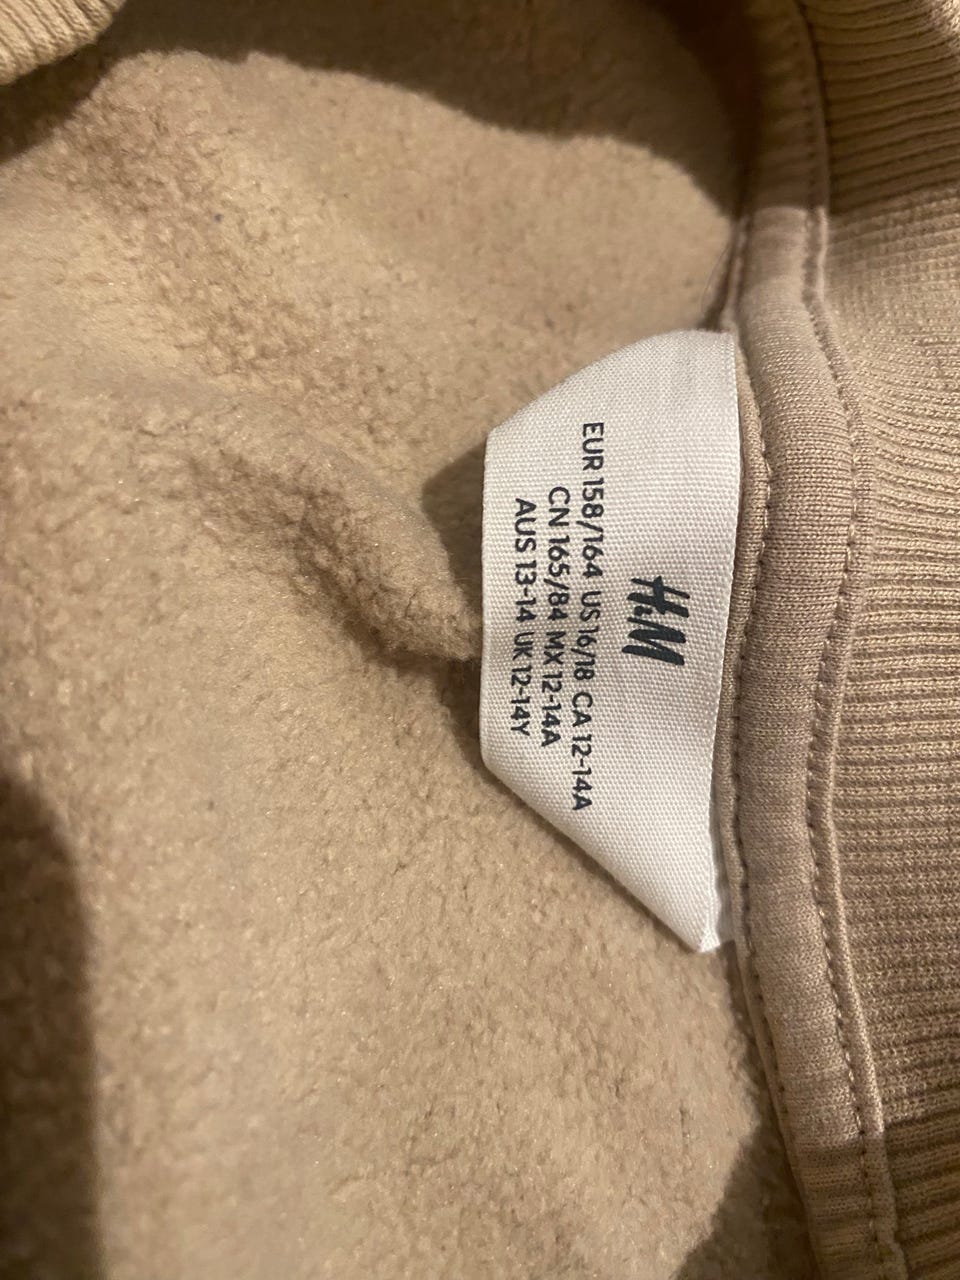 H&M
EUR 158/164 US 16/18 CA 12-14A
CN 165/84 MX 12-14A
AUS 13-14 UK 12-14Y